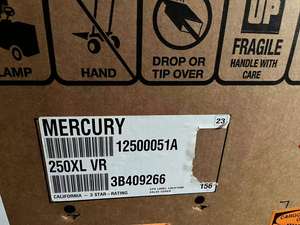 UP
LAMP
HAND
DROP OR
TIP OVER
FRAGILE
HANDLE WITH
CARE
MERCURY
23
12500051A
250XL VR
3B409266
156
CALIFORNIA - 3 STAR - RATING